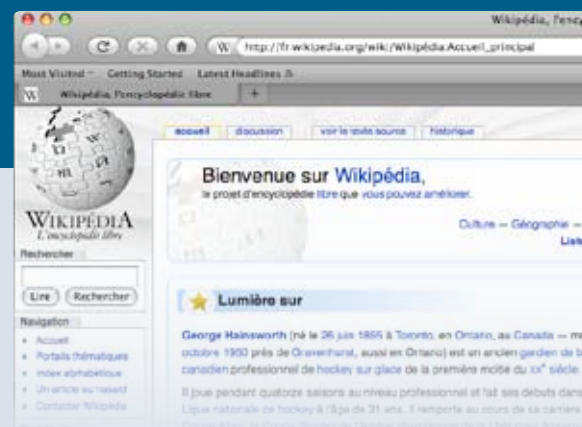 Wikipédia, l'ency
http://fr.wikipedia.org/wiki/Wikipédia:Accueil_principal
Most Visited Getting Started Latest Headlines
Wikipédia, l'encyclopédie libre +
accueil discussion voir le texte source historique
Bienvenue sur Wikipédia,
le projet d'encyclopédie libre que vous pouvez améliorer.
Culture – Géographie –
WIKIPÉDIA
L'encyclopédie libre
Rechercher
Lire Rechercher
Lumière sur
Navigation
Accueil
Portails thématiques
Index alphabétique
Un article au hasard
Contacter Wikipédia
George Hainsworth (né le 26 juin 1895 à Toronto, en Ontario, au Canada — m
octobre 1950 près de Gravenhurst, aussi en Ontario) est un ancien gardien de b
canadien professionnel de hockey sur glace de la première moitié du XXe siècle.
Il joue pendant quatorze saisons au niveau professionnel et fait ses débuts dans
Ligue nationale de hockey à l'âge de 31 ans. Il remporte au cours de sa carrière